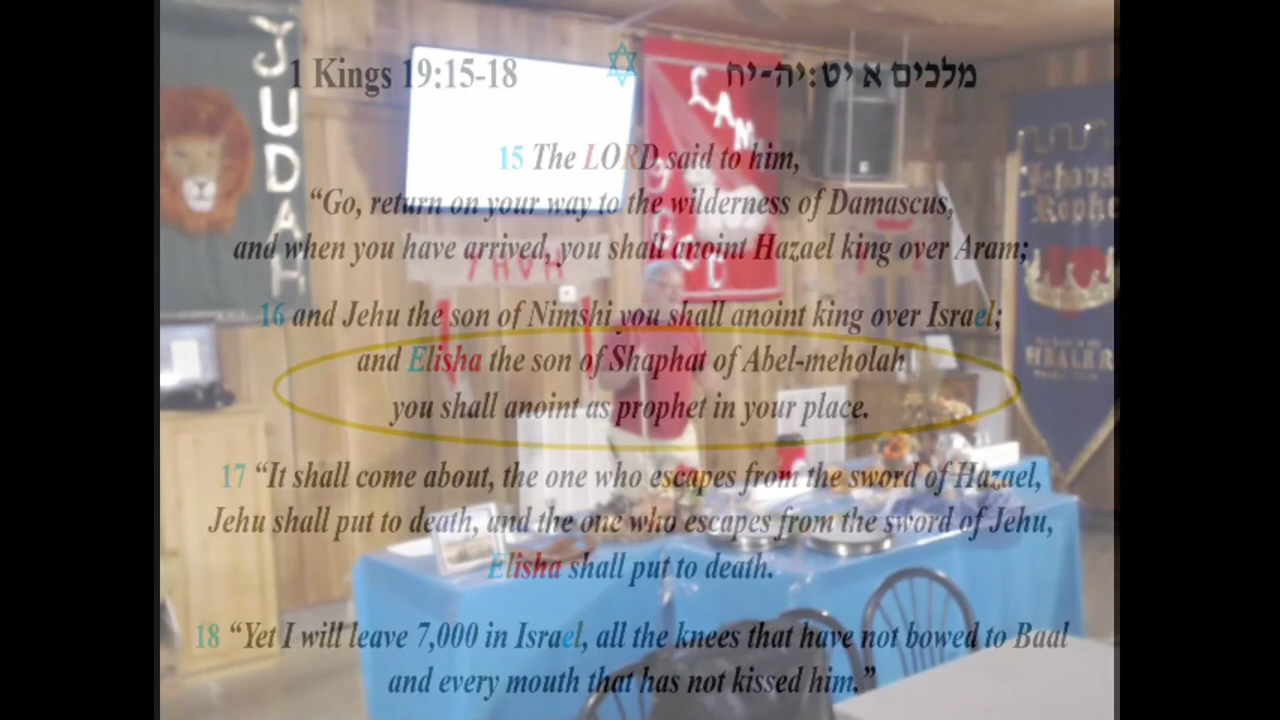 1 Kings 19:15-18
מלכים א יט:יה-יח
15 The LORD said to him,
“Go, return on your way to the wilderness of Damascus,
and when you have arrived, you shall anoint Hazael king over Aram;
16 and Jehu the son of Nimshi you shall anoint king over Israel;
and Elisha the son of Shaphat of Abel-meholah
you shall anoint as prophet in your place.
17 “It shall come about, the one who escapes from the sword of Hazael,
Jehu shall put to death, and the one who escapes from the sword of Jehu,
Elisha shall put to death.
18 “Yet I will leave 7,000 in Israel, all the knees that have not bowed to Baal
and every mouth that has not kissed him.”
JUDAH